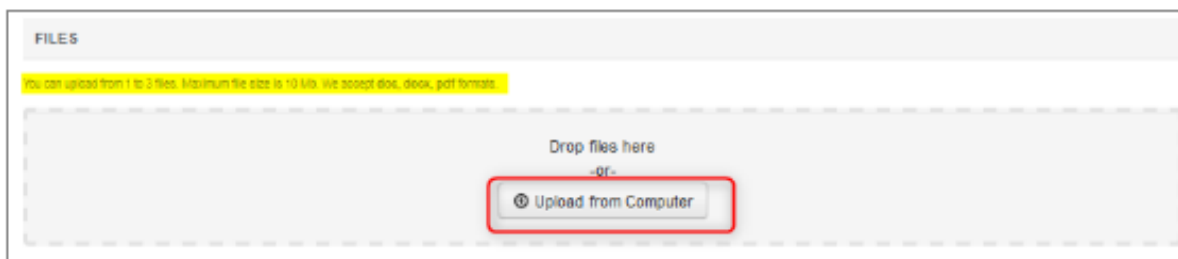 FILES
You can upload from 1 to 3 files. Maximum file size is 10 Mb. We accept docs, docx, pdf formats.
Drop files here
-or-
Upload from Computer